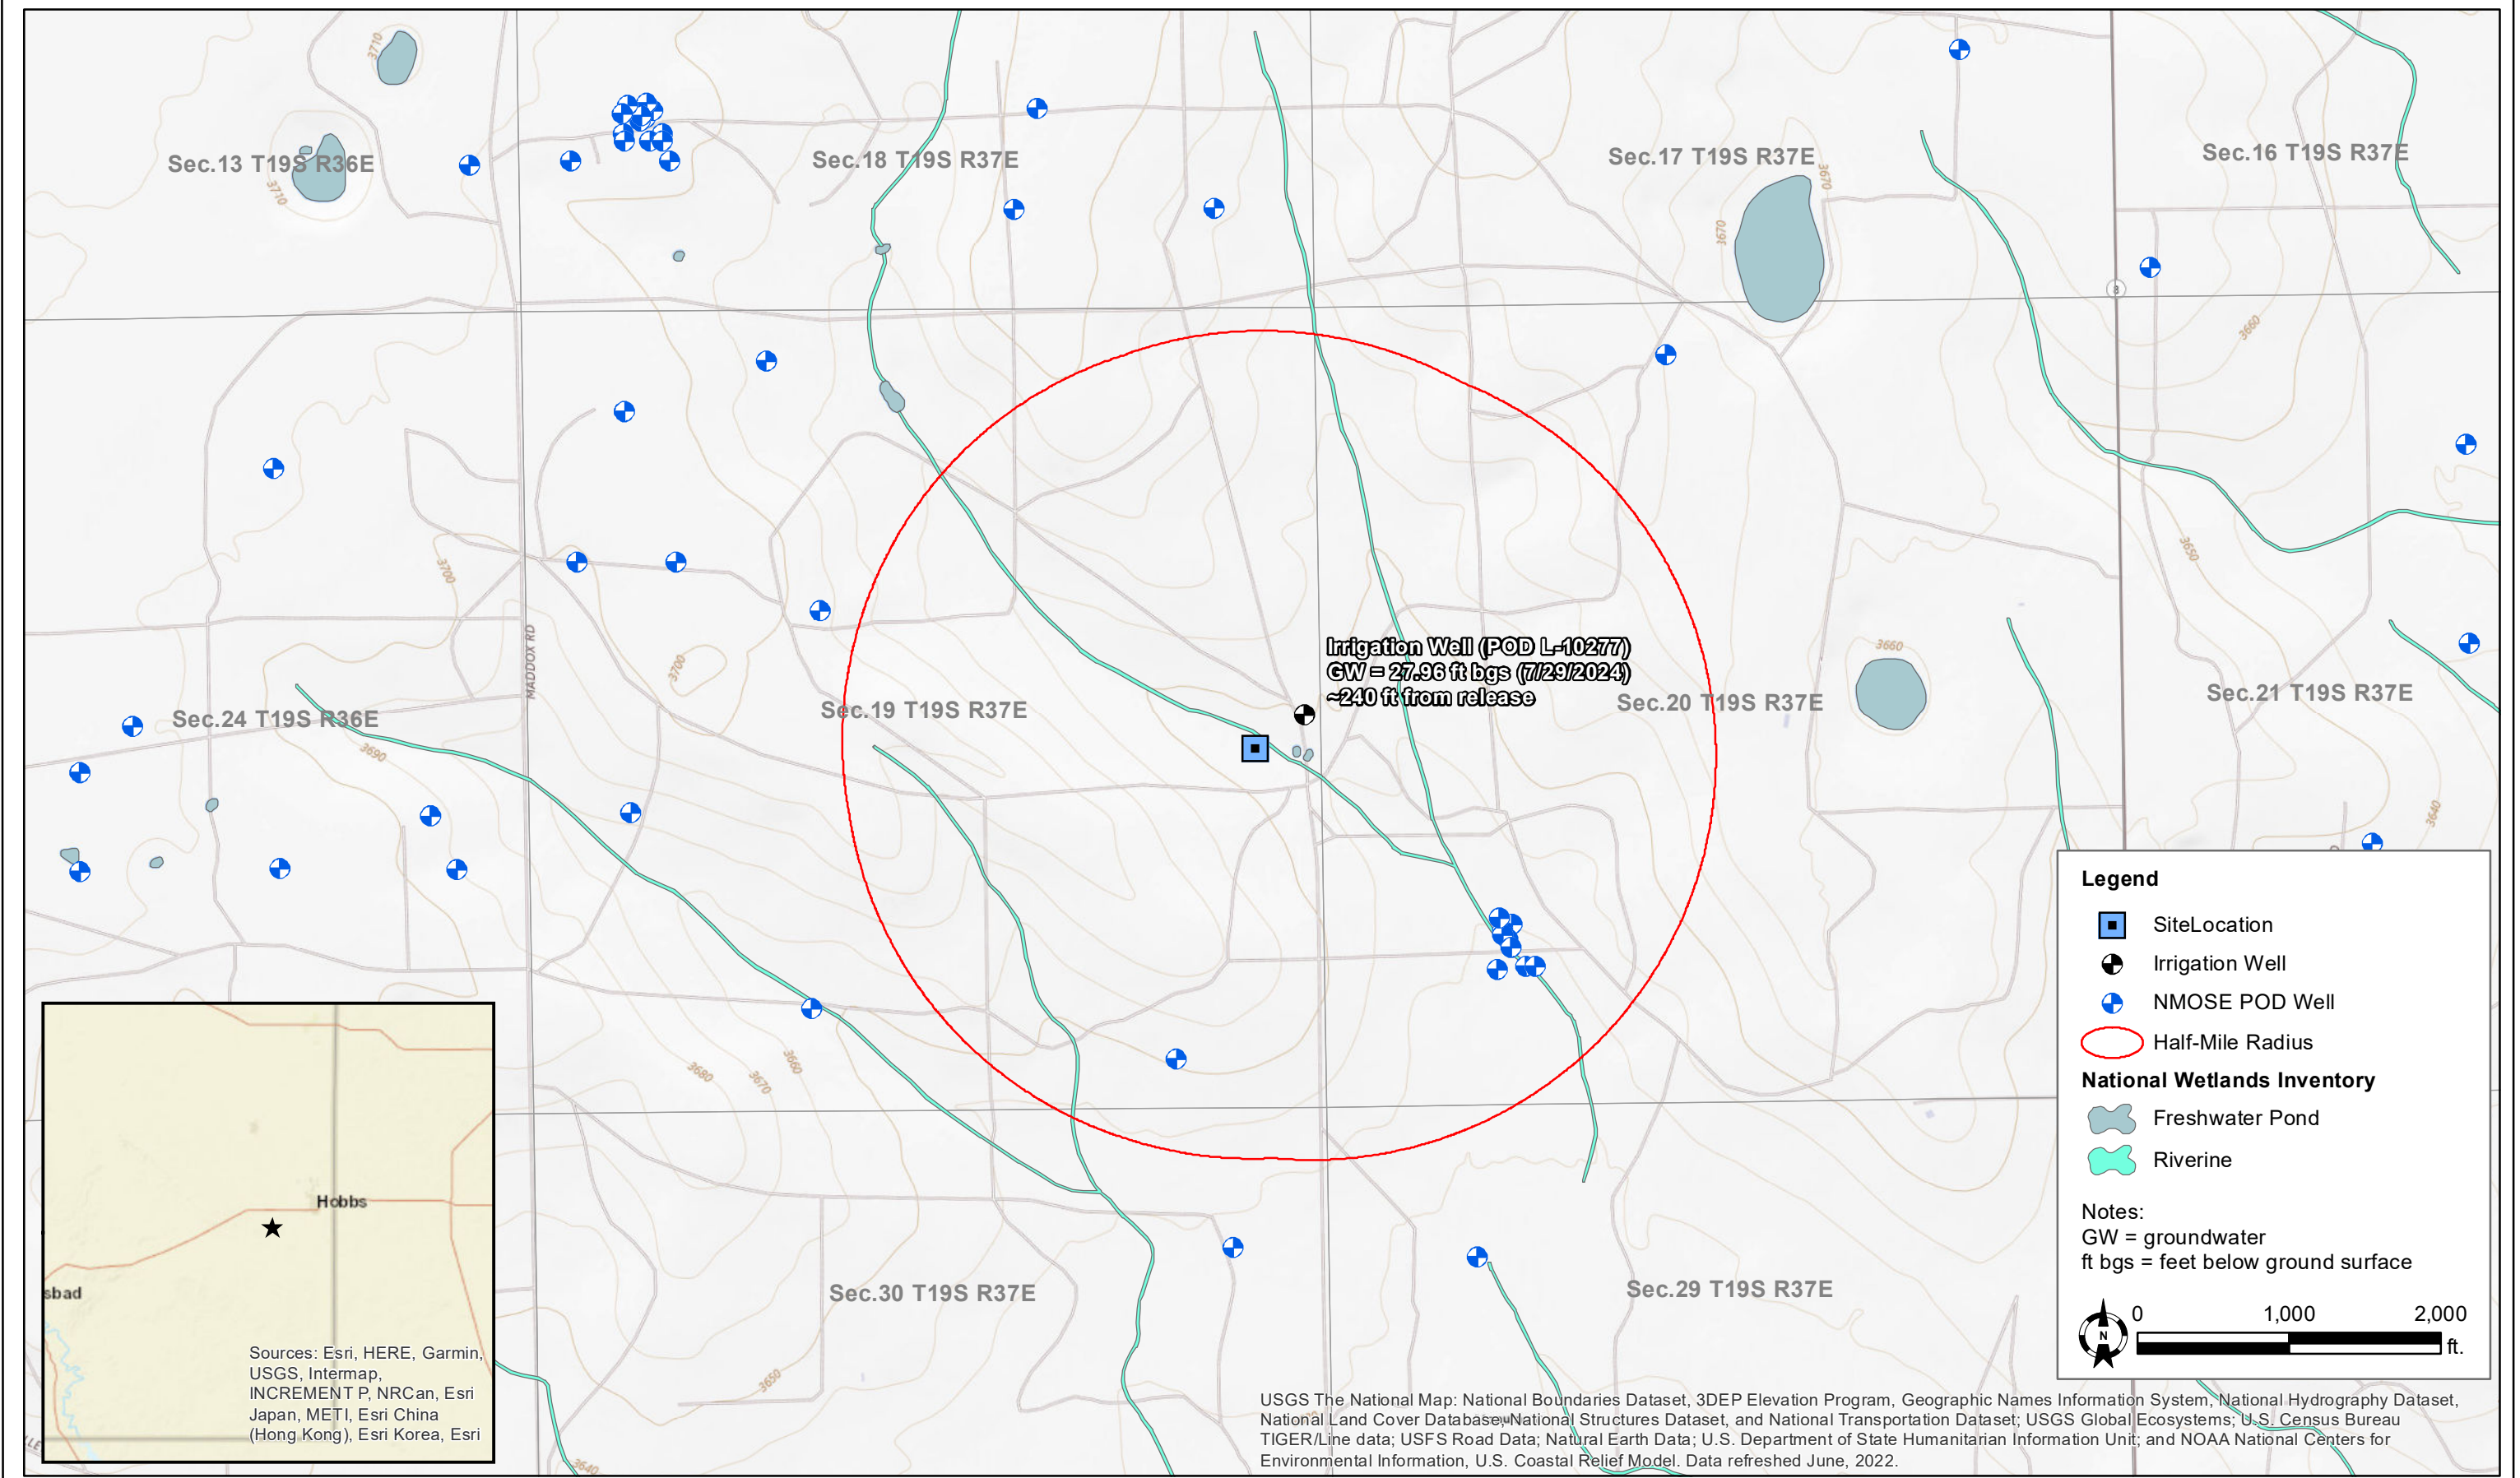 3710
Sec.13 T19S R36E
3710
Sec.18 T19S R37E
Sec.17 T19S R37E
3670
3670
Sec.16 T19S R37E
3660
3700
MADDOX RD
3700
Irrigation Well (POD L-10277)
GW = 27.96 ft bgs (7/29/2024)
~240 ft from release
3660
3650
Sec.24 T19S R36E
3690
Sec.19 T19S R37E
Sec.20 T19S R37E
Sec.21 T19S R37E
3640
3680
3670
3660
Sec.30 T19S R37E
Sec.29 T19S R37E
3650
3640
Hobbs
sbad
Sources: Esri, HERE, Garmin,
USGS, Intermap,
INCREMENT P, NRCan, Esri
Japan, METI, Esri China
(Hong Kong), Esri Korea, Esri
Legend
SiteLocation
Irrigation Well
NMOSE POD Well
Half-Mile Radius
National Wetlands Inventory
Freshwater Pond
Riverine
Notes:
GW = groundwater
ft bgs = feet below ground surface
N
0 1,000 2,000
ft.
USGS The National Map: National Boundaries Dataset, 3DEP Elevation Program, Geographic Names Information System, National Hydrography Dataset,
National Land Cover Database, National Structures Dataset, and National Transportation Dataset; USGS Global Ecosystems; U.S. Census Bureau
TIGER/Line data; USFS Road Data; Natural Earth Data; U.S. Department of State Humanitarian Information Unit; and NOAA National Centers for
Environmental Information, U.S. Coastal Relief Model. Data refreshed June, 2022.